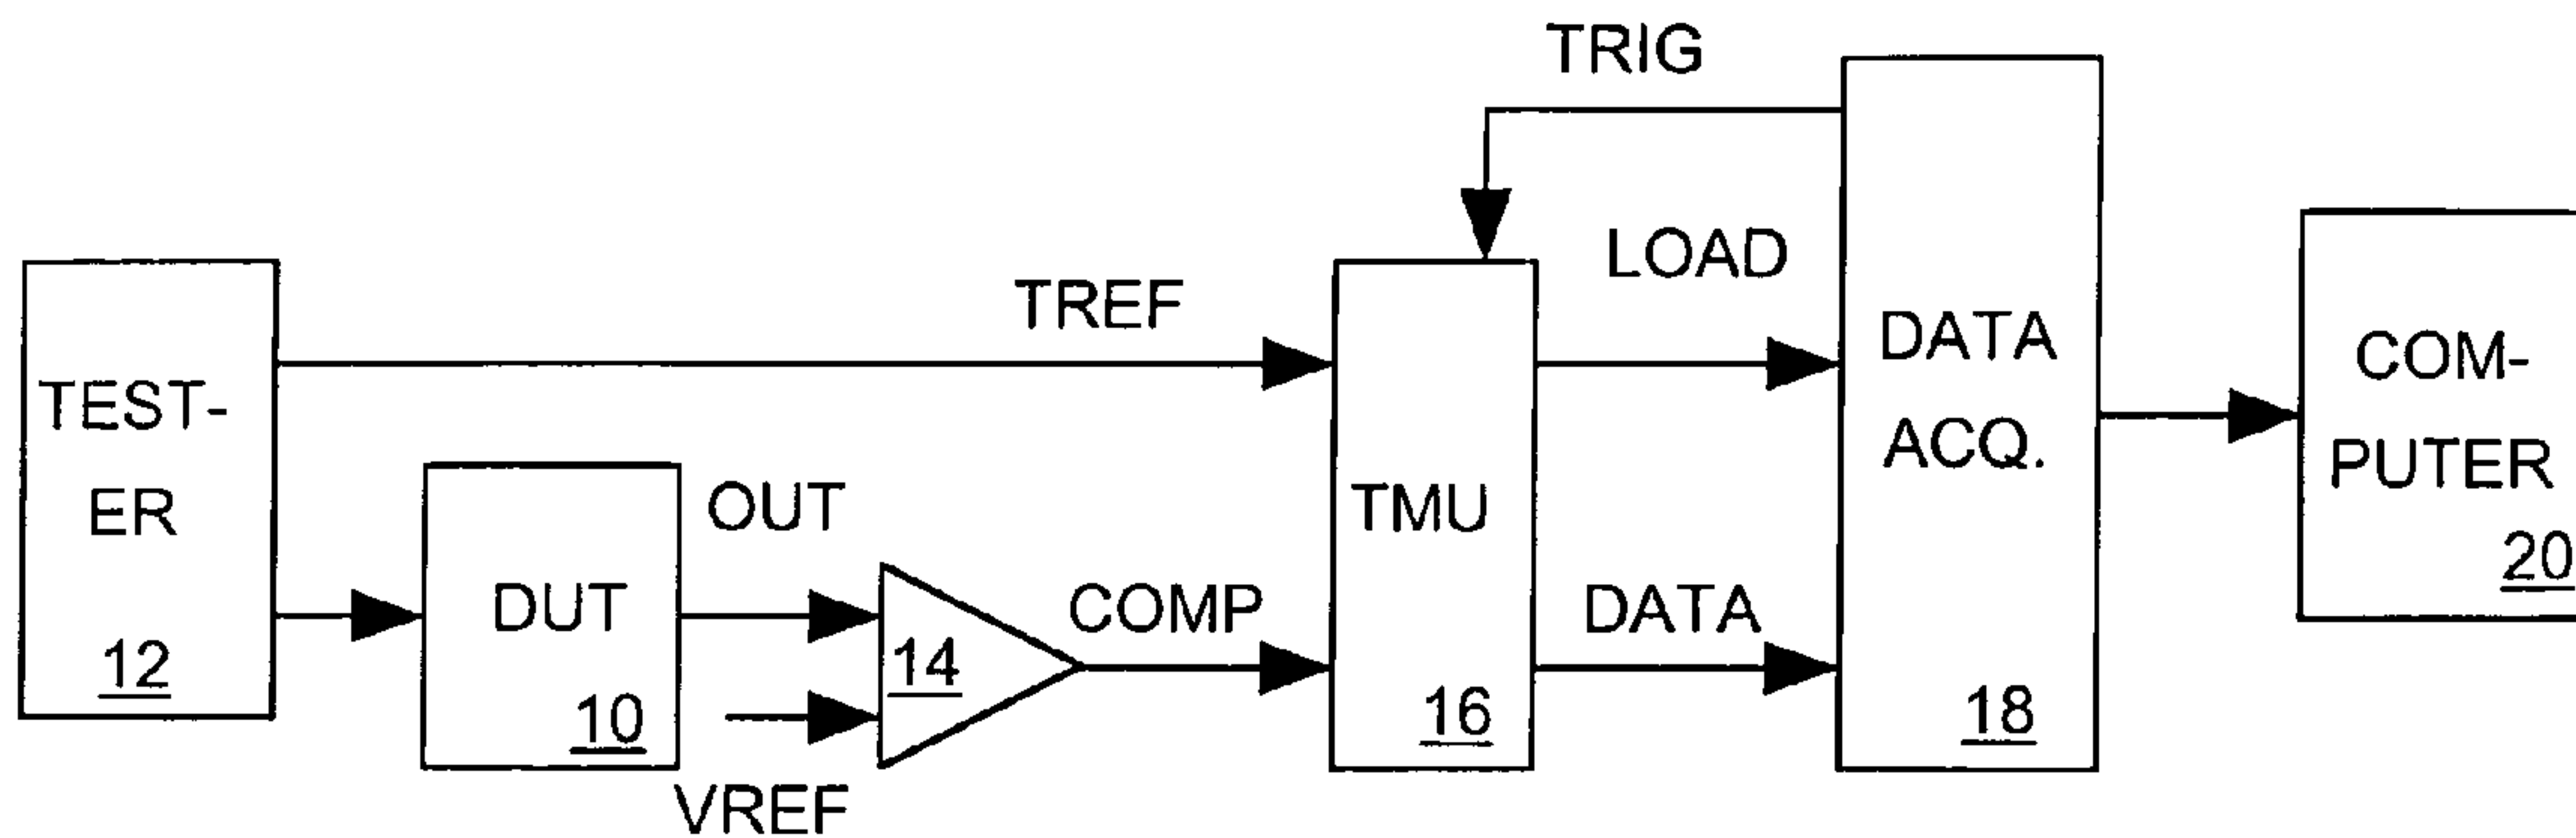 TRIG
LOAD
TREF
TEST-
ER
12
DUT
10
OUT
VREF
14
COMP
TMU
16
DATA
DATA
ACQ.
18
COM-
PUTER
20